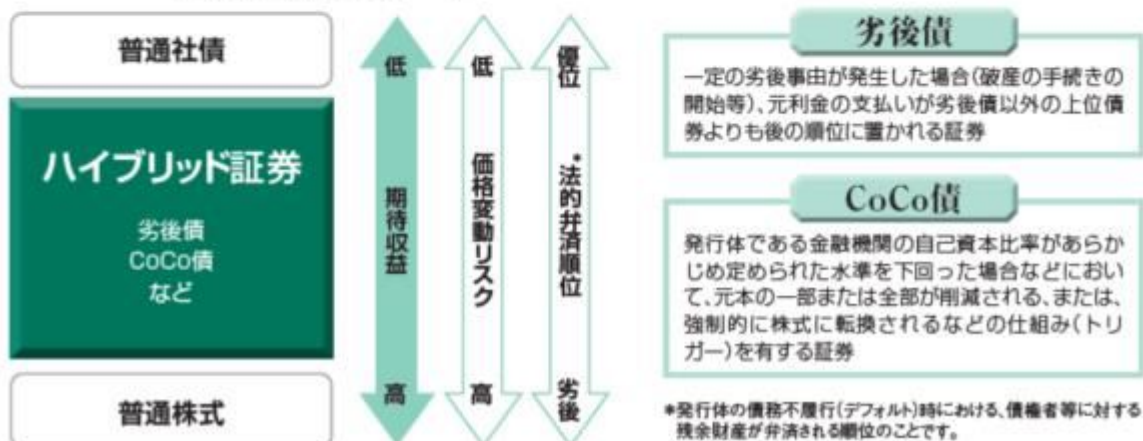 普通社債
ハイブリッド証券
劣後債
CoCo債
など
普通株式
低
期待収益
高
低
価格変動リスク
高
優位
*法的弁済順位
劣後
劣後債
一定の劣後事由が発生した場合(破産の手続きの
開始等)、元利金の支払いが劣後債以外の上位債
券よりも後の順位に置かれる証券
CoCo債
発行体である金融機関の自己資本比率があらか
じめ定められた水準を下回った場合などにおい
て、元本の一部または全部が削減される、または、
強制的に株式に転換されるなどの仕組み(トリ
ガー)を有する証券
*発行体の債務不履行(デフォルト)時における、債権者等に対する
残余財産が弁済される順位のことです。